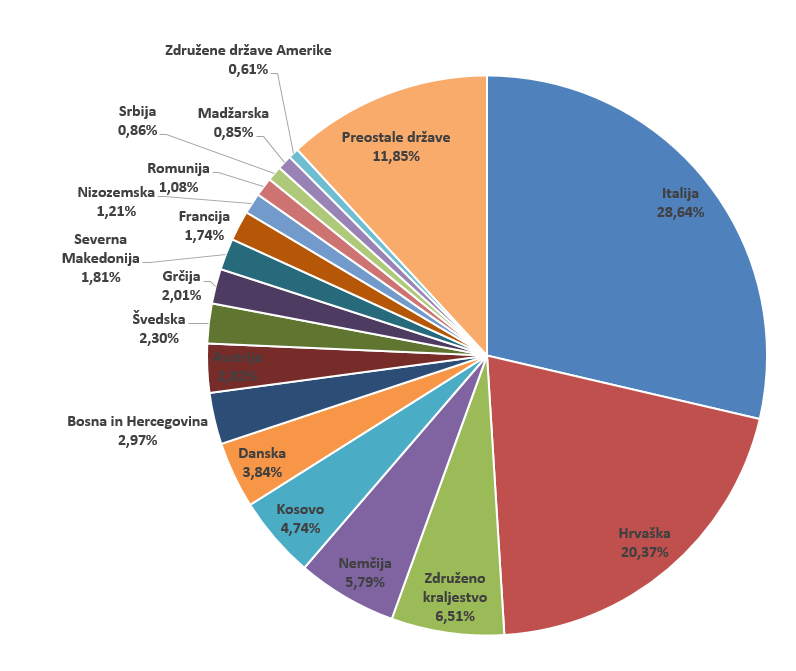 Združene države Amerike
0,61%
Srbija
0,86%
Madžarska
0,85%
Preostale države
11,85%
Romunija
1,08%
Nizozemska
1,21%
Francija
1,74%
Severna
Makedonija
1,81%
Grčija
2,01%
Švedska
2,30%
Avstrija
2,82%
Bosna in Hercegovina
2,97%
Danska
3,84%
Kosovo
4,74%
Nemčija
5,79%
Združeno
kraljestvo
6,51%
Hrvaška
20,37%
Italija
28,64%